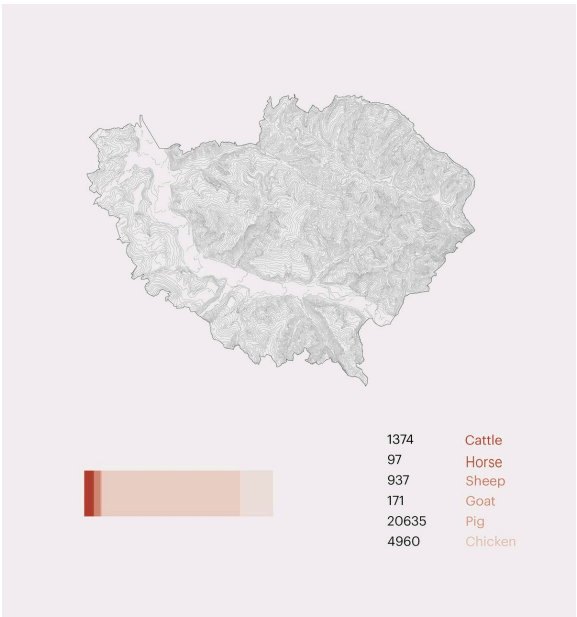 1374 Cattle
97 Horse
937 Sheep
171 Goat
20635 Pig
4960 Chicken